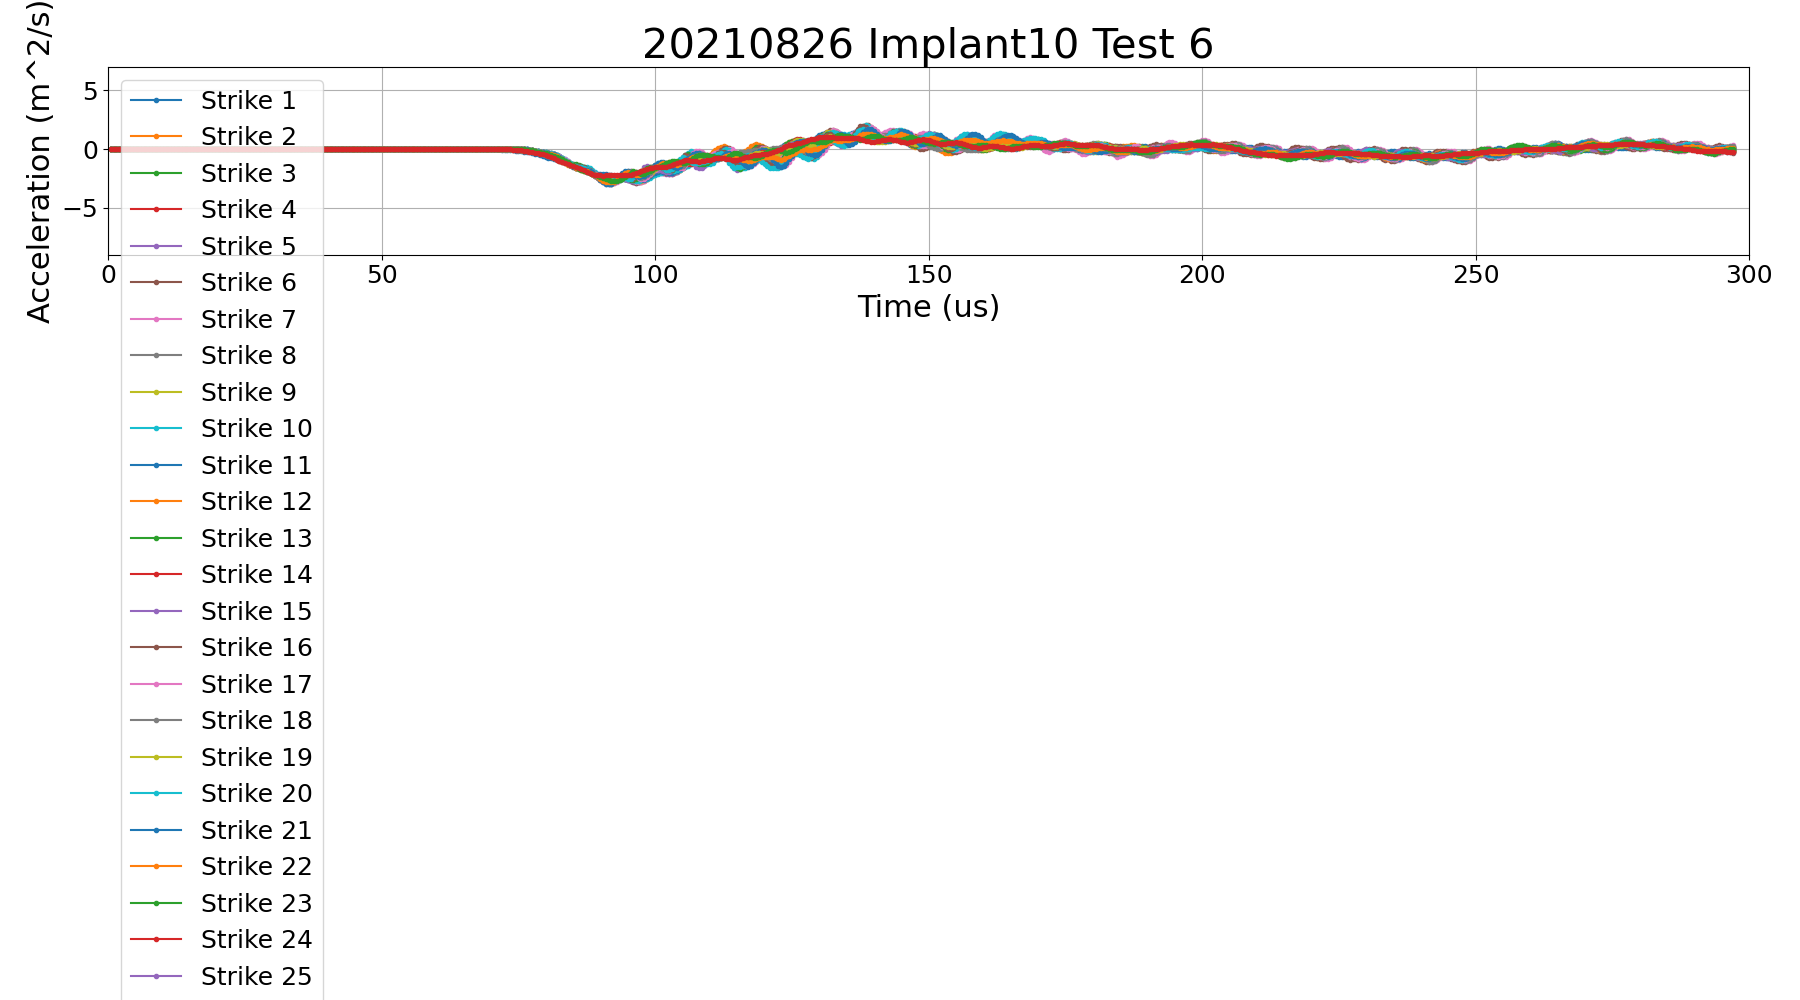 20210826 Implant10 Test 6
Acceleration (m^2/s)
5
0
−5
0 50 100 150 200 250 300
Time (us)
Strike 1
Strike 2
Strike 3
Strike 4
Strike 5
Strike 6
Strike 7
Strike 8
Strike 9
Strike 10
Strike 11
Strike 12
Strike 13
Strike 14
Strike 15
Strike 16
Strike 17
Strike 18
Strike 19
Strike 20
Strike 21
Strike 22
Strike 23
Strike 24
Strike 25